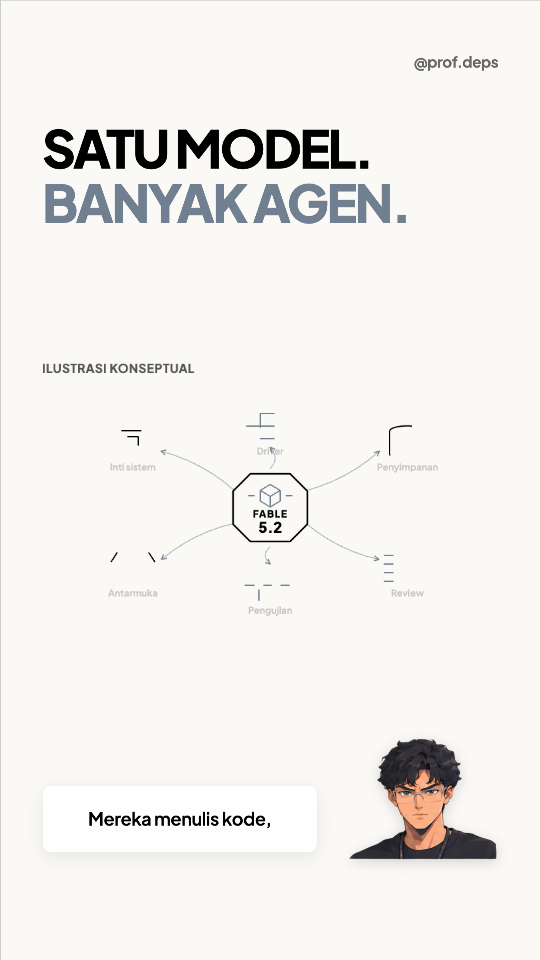 @prof.deps
SATU MODEL.
BANYAK AGEN.
ILUSTRASI KONSEPTUAL
Driver
Inti sistem
Penyimpanan
FABLE
5.2
Antarmuka
Review
Pengujian
Mereka menulis kode,